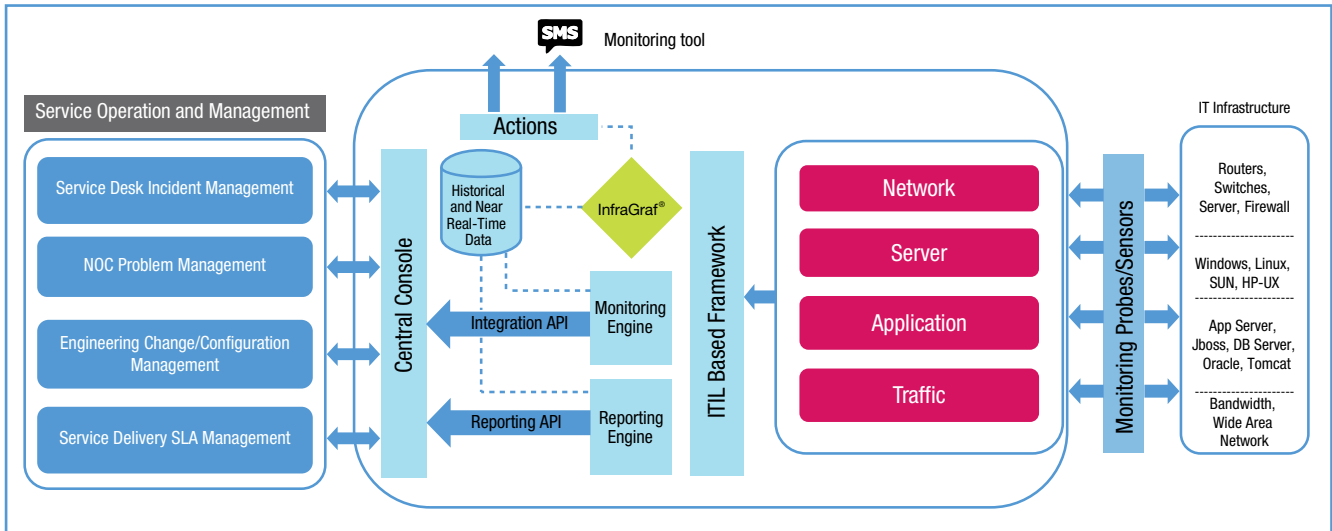 SMS
Monitoring tool
Service Operation and Management
Service Desk Incident Management
NOC Problem Management
Engineering Change/Configuration
Management
Service Delivery SLA Management
Central Console
Actions
Historical
and Near
Real-Time
Data
InfraGraf®
Integration API
Monitoring
Engine
Reporting API
Reporting
Engine
ITIL Based Framework
Network
Server
Application
Traffic
Monitoring Probes/Sensors
IT Infrastructure
Routers,
Switches,
Server, Firewall
Windows, Linux,
SUN, HP-UX
App Server,
Jboss, DB Server,
Oracle, Tomcat
Bandwidth,
Wide Area
Network